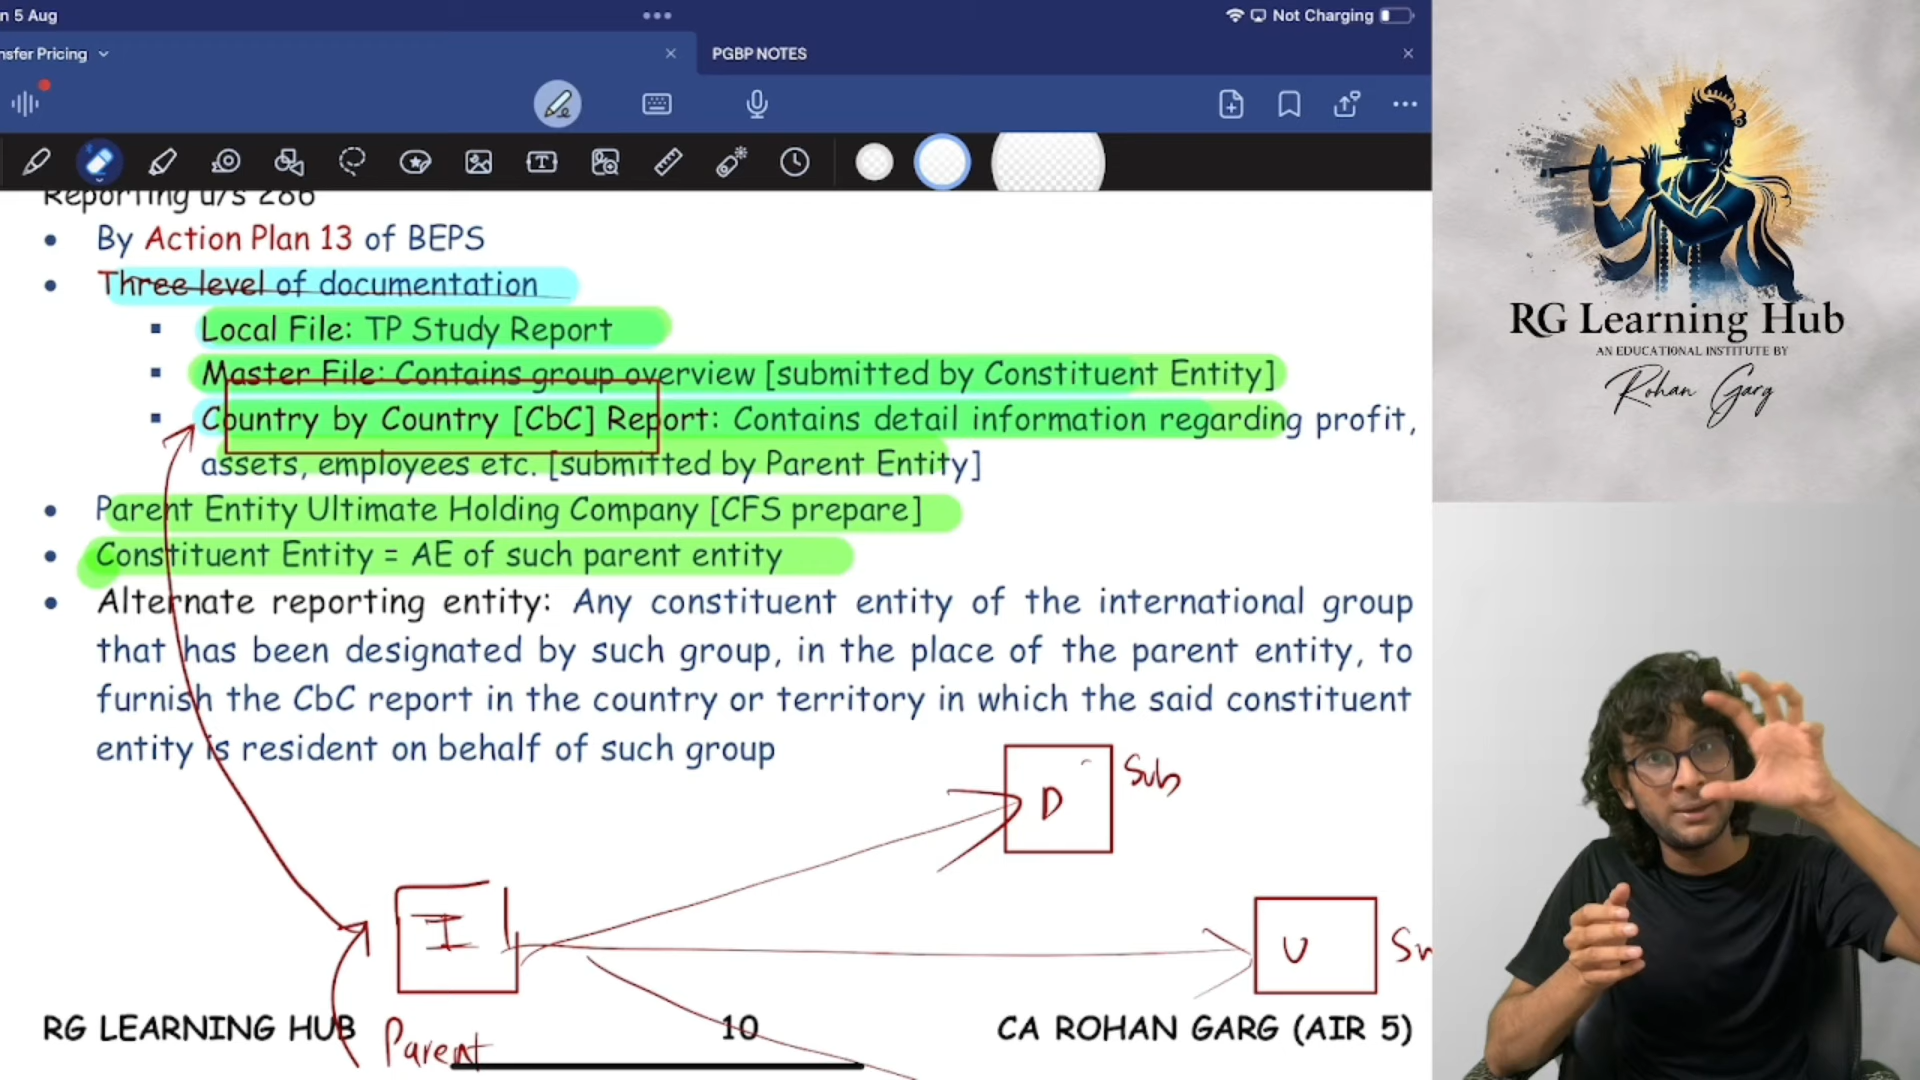 n 5 Aug
Not Charging
nsfer Pricing
PGBP NOTES
Reporting u/s 286
• By Action Plan 13 of BEPS
• Three level of documentation
▪ Local File: TP Study Report
▪ Master File: Contains group overview [submitted by Constituent Entity]
▪ Country by Country [CbC] Report: Contains detail information regarding profit,
assets, employees etc. [submitted by Parent Entity]
• Parent Entity Ultimate Holding Company [CFS prepare]
• Constituent Entity = AE of such parent entity
• Alternate reporting entity: Any constituent entity of the international group
that has been designated by such group, in the place of the parent entity, to
furnish the CbC report in the country or territory in which the said constituent
entity is resident on behalf of such group
D
Sub
I
U
Parent
RG LEARNING HUB
10
CA ROHAN GARG (AIR 5)
RG Learning Hub
AN EDUCATIONAL INSTITUTE BY
Rohan Garg